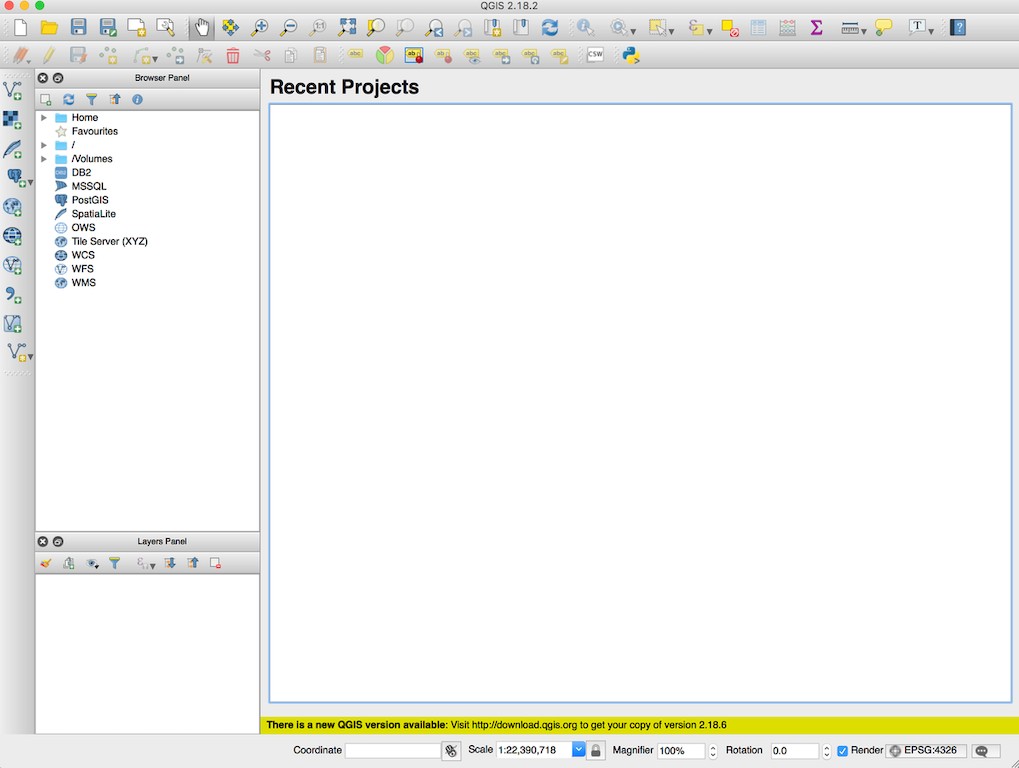 QGIS 2.18.2
Browser Panel
Recent Projects
Home
Favourites
/
/Volumes
DB2
MSSQL
PostGIS
SpatiaLite
OWS
Tile Server (XYZ)
WCS
WFS
WMS
Layers Panel
There is a new QGIS version available: Visit http://download.qgis.org to get your copy of version 2.18.6
Coordinate Scale 1:22,390,718 Magnifier 100% Rotation 0.0 Render EPSG:4326